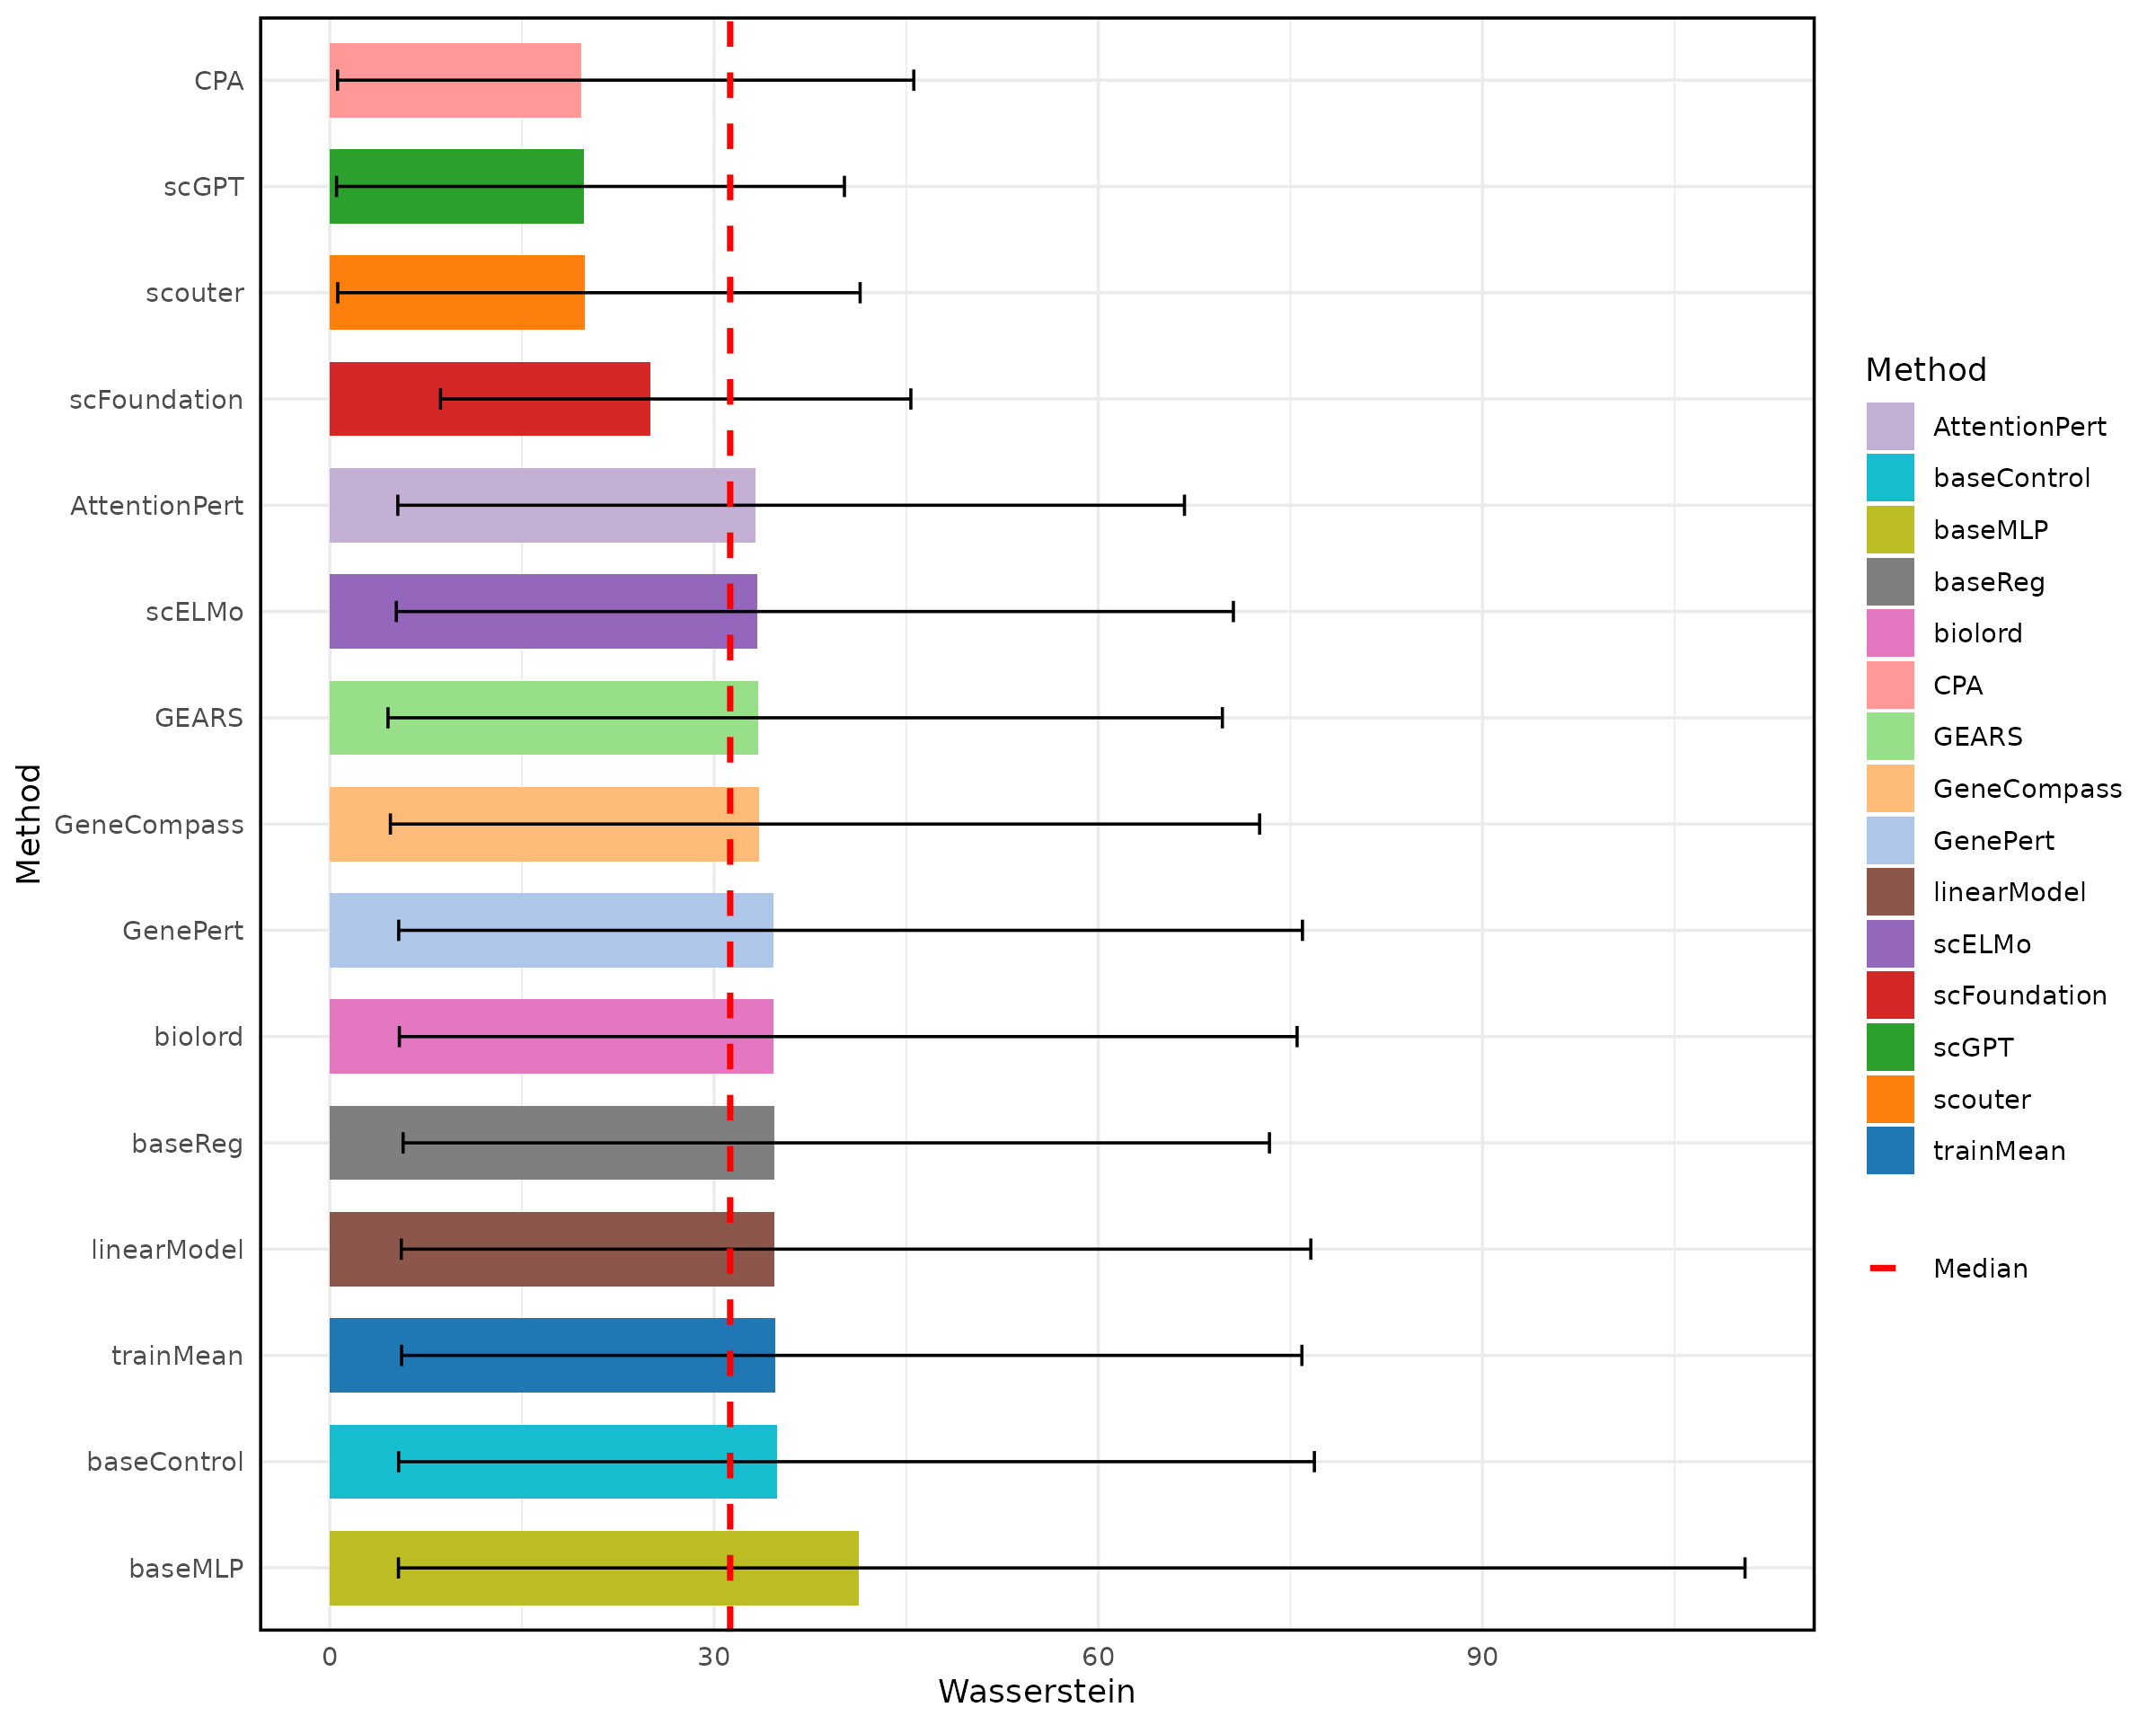 Method
CPA
scGPT
scouter
scFoundation
AttentionPert
scELMo
GEARS
GeneCompass
GenePert
biolord
baseReg
linearModel
trainMean
baseControl
baseMLP
0 30 60 90
Wasserstein
Method
AttentionPert
baseControl
baseMLP
baseReg
biolord
CPA
GEARS
GeneCompass
GenePert
linearModel
scELMo
scFoundation
scGPT
scouter
trainMean
Median